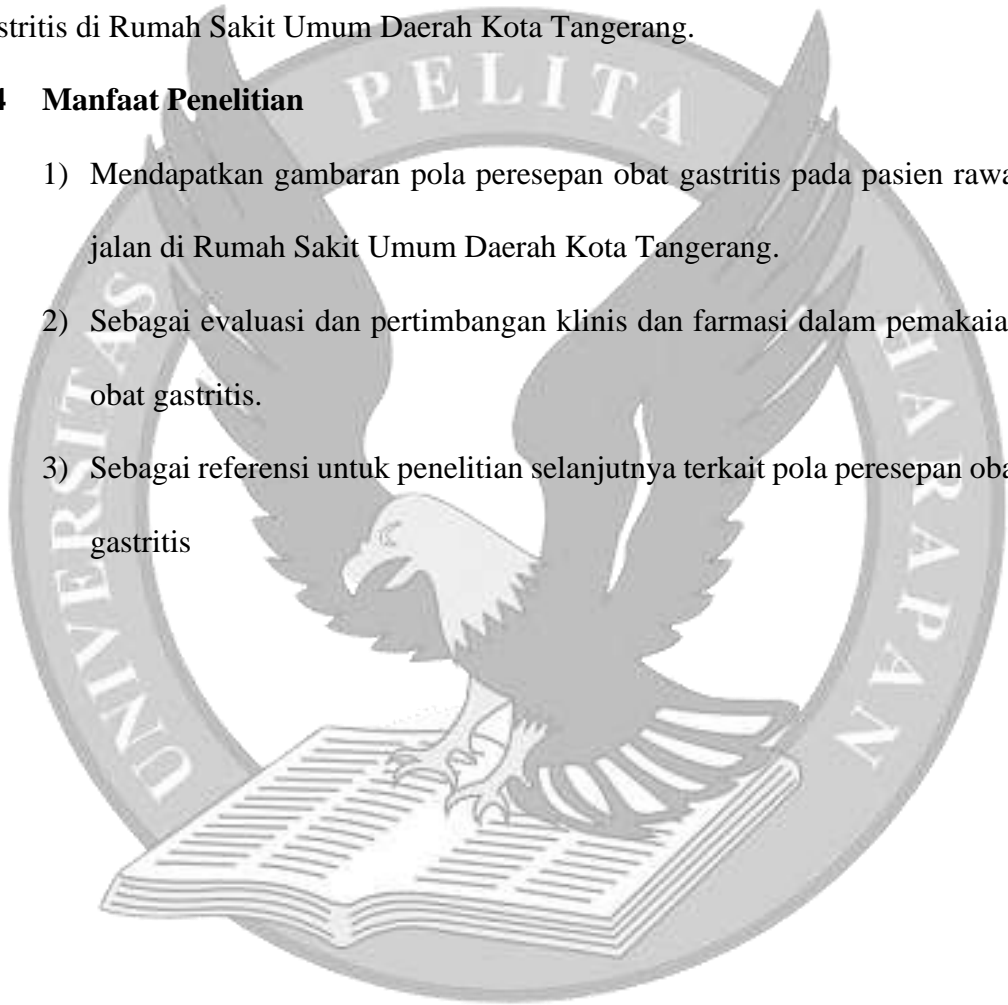 stritis di Rumah Sakit Umum Daerah Kota Tangerang.
4 Manfaat Penelitian
1) Mendapatkan gambaran pola peresepan obat gastritis pada pasien rawa
jalan di Rumah Sakit Umum Daerah Kota Tangerang.
2) Sebagai evaluasi dan pertimbangan klinis dan farmasi dalam pemakaia
obat gastritis.
3) Sebagai referensi untuk penelitian selanjutnya terkait pola peresepan oba
gastritis
UNIVERSITAS PELITA HARAPAN